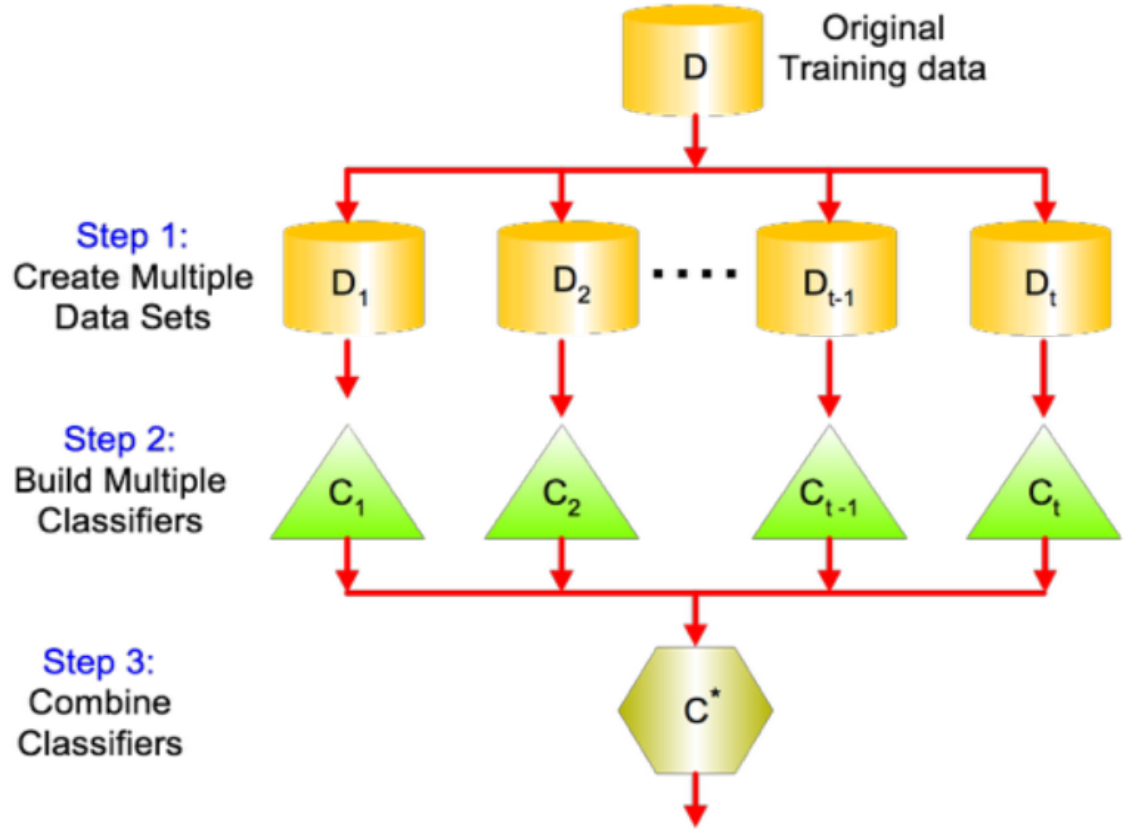 D
Original
Training data
Step 1:
Create Multiple
Data Sets
D1
D2
....
Dt-1
Dt
Step 2:
Build Multiple
Classifiers
C1
C2
Ct-1
Ct
Step 3:
Combine
Classifiers
C*